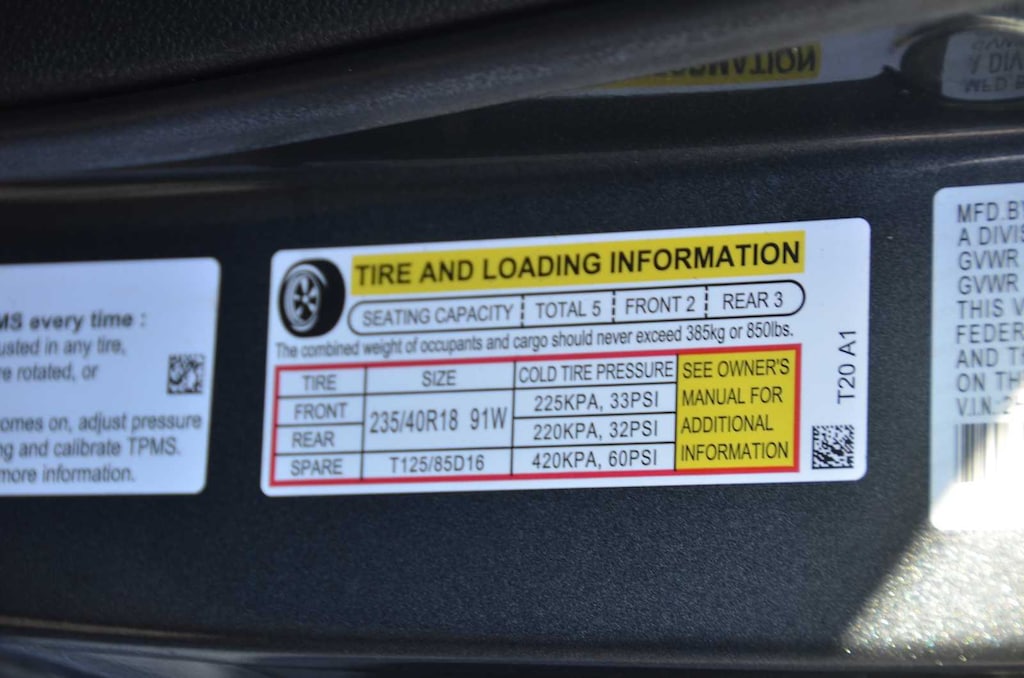 MS every time :
usted in any tire,
re rotated, or
omes on, adjust pressure
ng and calibrate TPMS.
more information.
TIRE AND LOADING INFORMATION
SEATING CAPACITY TOTAL 5 FRONT 2 REAR 3
The combined weight of occupants and cargo should never exceed 385kg or 850lbs.
TIRE SIZE COLD TIRE PRESSURE
FRONT 235/40R18 91W 225KPA, 33PSI
REAR 220KPA, 32PSI
SPARE T125/85D16 420KPA, 60PSI
SEE OWNER'S
MANUAL FOR
ADDITIONAL
INFORMATION
T20 A1
MFD.BY
A DIVIS
GVWR
GVWR
THIS V
FEDER
AND TH
ON TH
V.I.N.: